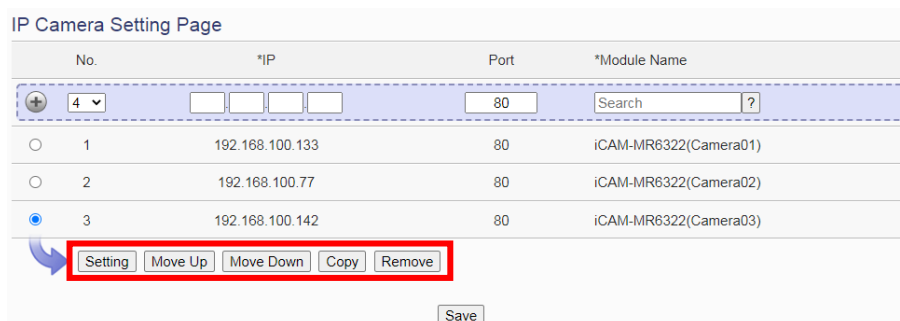 IP Camera Setting Page
No. *IP Port *Module Name
4 . . . 80 Search ?
1 192.168.100.133 80 iCAM-MR6322(Camera01)
2 192.168.100.77 80 iCAM-MR6322(Camera02)
3 192.168.100.142 80 iCAM-MR6322(Camera03)
Setting Move Up Move Down Copy Remove
Save